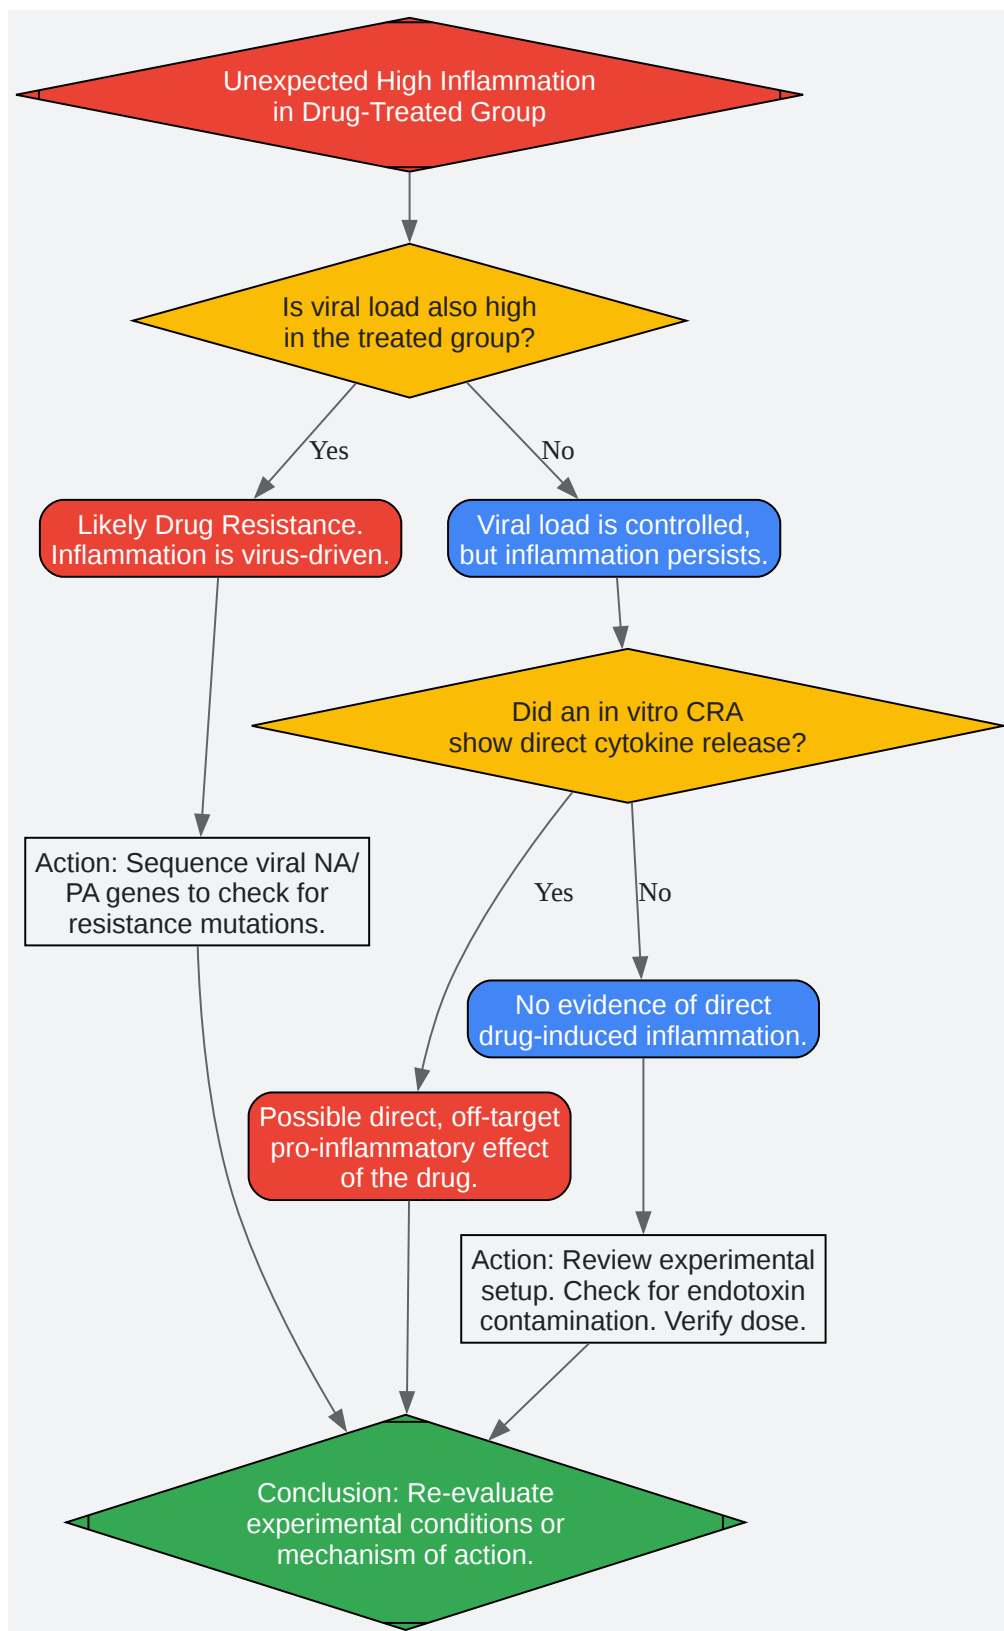 Unexpected High Inflammation
in Drug-Treated Group
Is viral load also high
in the treated group?
Yes
No
Likely Drug Resistance.
Inflammation is virus-driven.
Viral load is controlled,
but inflammation persists.
Did an in vitro CRA
show direct cytokine release?
Action: Sequence viral NA/
PA genes to check for
resistance mutations.
Yes
No
No evidence of direct
drug-induced inflammation.
Possible direct, off-target
pro-inflammatory effect
of the drug.
Action: Review experimental
setup. Check for endotoxin
contamination. Verify dose.
Conclusion: Re-evaluate
experimental conditions or
mechanism of action.